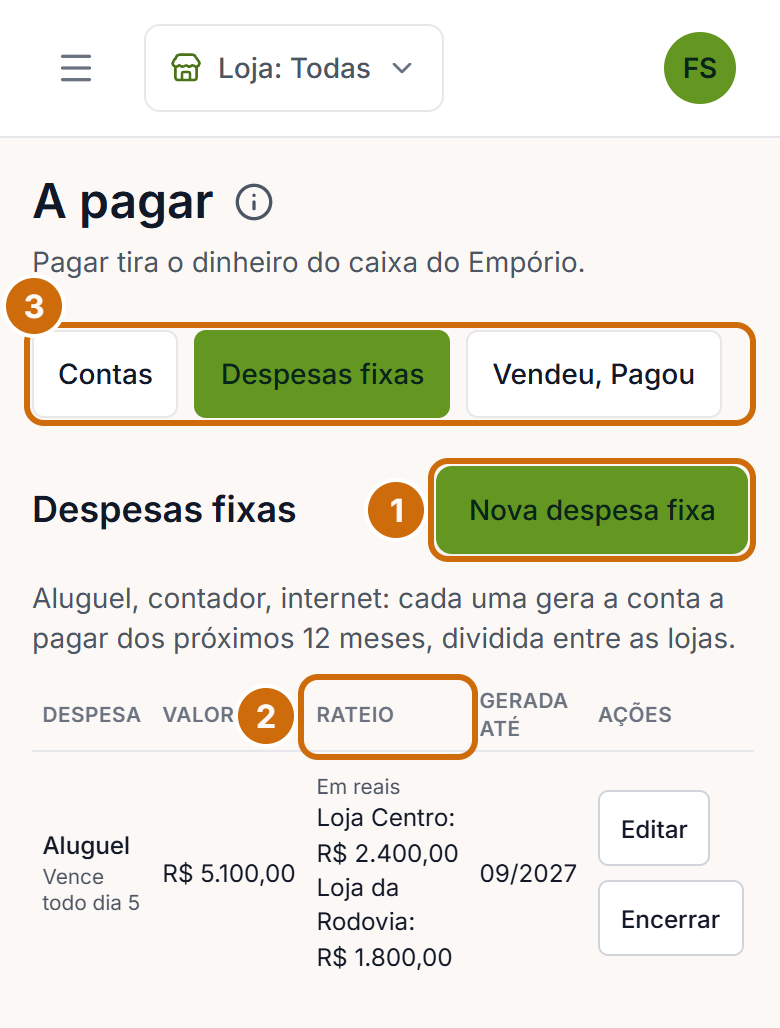 Loja: Todas
FS
A pagar
Pagar tira o dinheiro do caixa do Empório.
3
Contas
Despesas fixas
Vendeu, Pagou
Despesas fixas
1
Nova despesa fixa
Aluguel, contador, internet: cada uma gera a conta a
pagar dos próximos 12 meses, dividida entre as lojas.
DESPESA
VALOR
2
RATEIO
GERADA
ATÉ
AÇÕES
Aluguel
Vence
todo dia 5
R$ 5.100,00
Em reais
Loja Centro:
R$ 2.400,00
Loja da
Rodovia:
R$ 1.800,00
09/2027
Editar
Encerrar